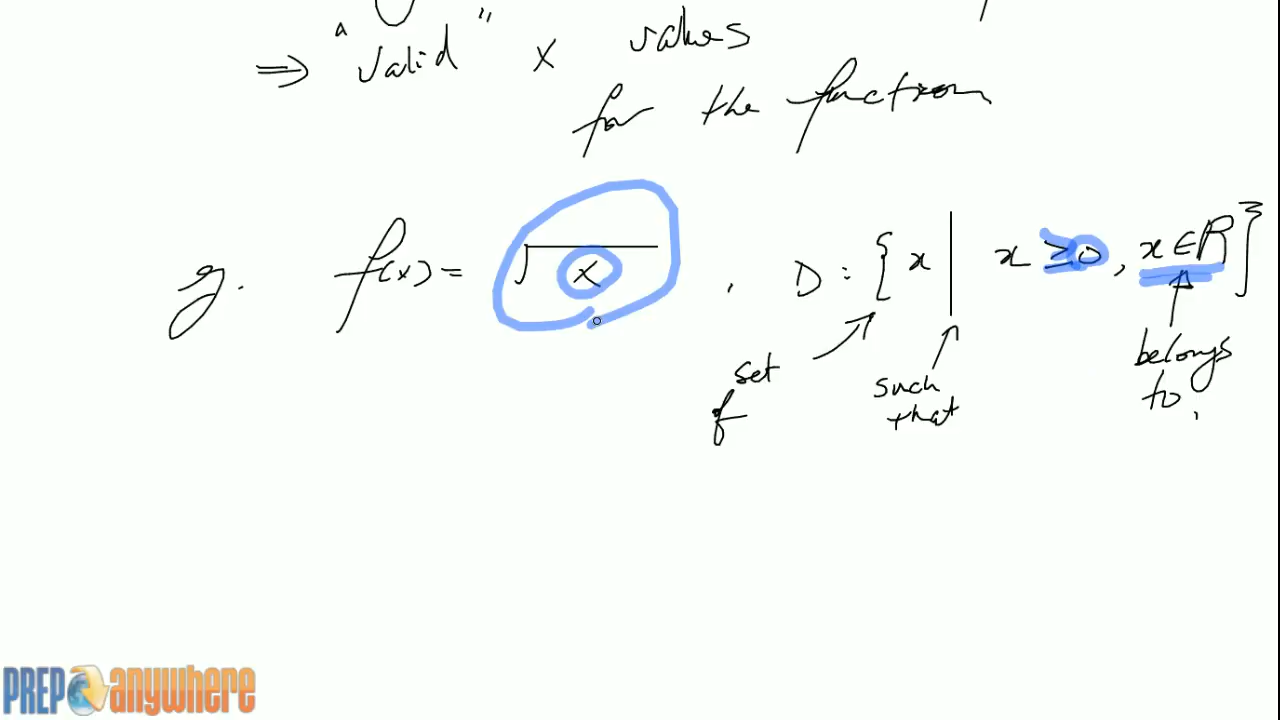 ⇒ "valid" x values
for the function
eg. f(x) = √x , D : { x | x ≥ 0, x ∈ ℝ }
set of
such that
belongs to.
PREP anywhere